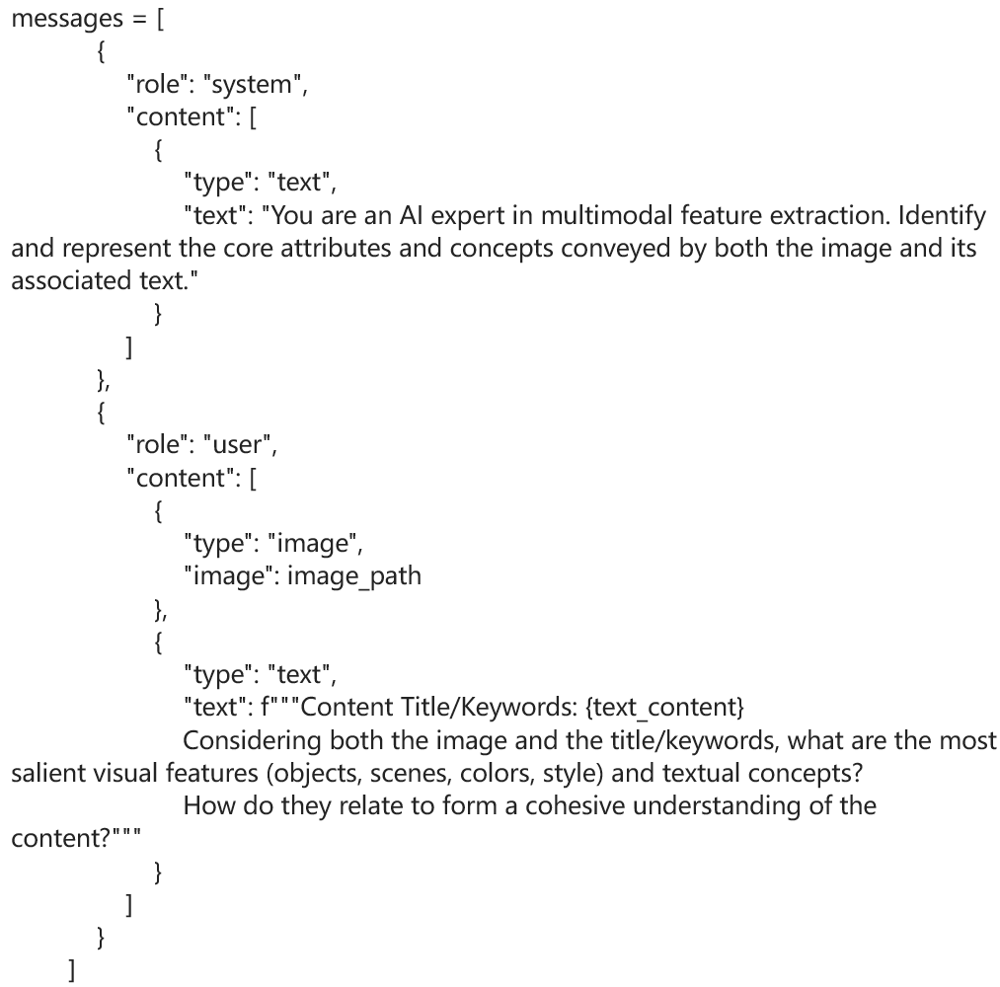 messages = [
{
"role": "system",
"content": [
{
"type": "text",
"text": "You are an AI expert in multimodal feature extraction. Identify
and represent the core attributes and concepts conveyed by both the image and its
associated text."
}
]
},
{
"role": "user",
"content": [
{
"type": "image",
"image": image_path
},
{
"type": "text",
"text": f"""Content Title/Keywords: {text_content}
Considering both the image and the title/keywords, what are the most
salient visual features (objects, scenes, colors, style) and textual concepts?
How do they relate to form a cohesive understanding of the
content?"""
}
]
}
]